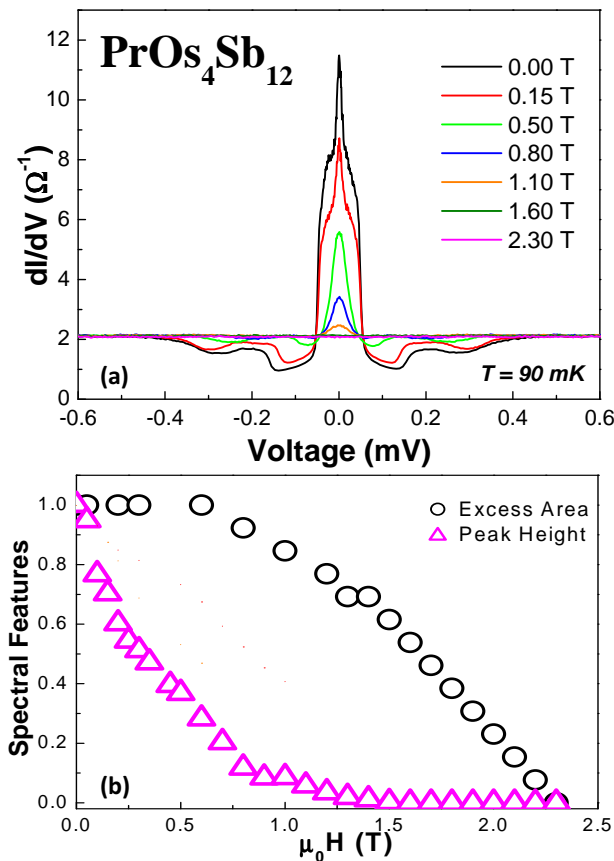 PrOs₄Sb₁₂
0.00 T
0.15 T
0.50 T
0.80 T
1.10 T
1.60 T
2.30 T
12
10
8
6
4
2
0
dI/dV (Ω⁻¹)
(a)
T = 90 mK
-0.6 -0.4 -0.2 0.0 0.2 0.4 0.6
Voltage (mV)
Excess Area
Peak Height
1.0
0.8
0.6
0.4
0.2
0.0
Spectral Features
(b)
0.0 0.5 1.0 1.5 2.0 2.5
μ₀H (T)